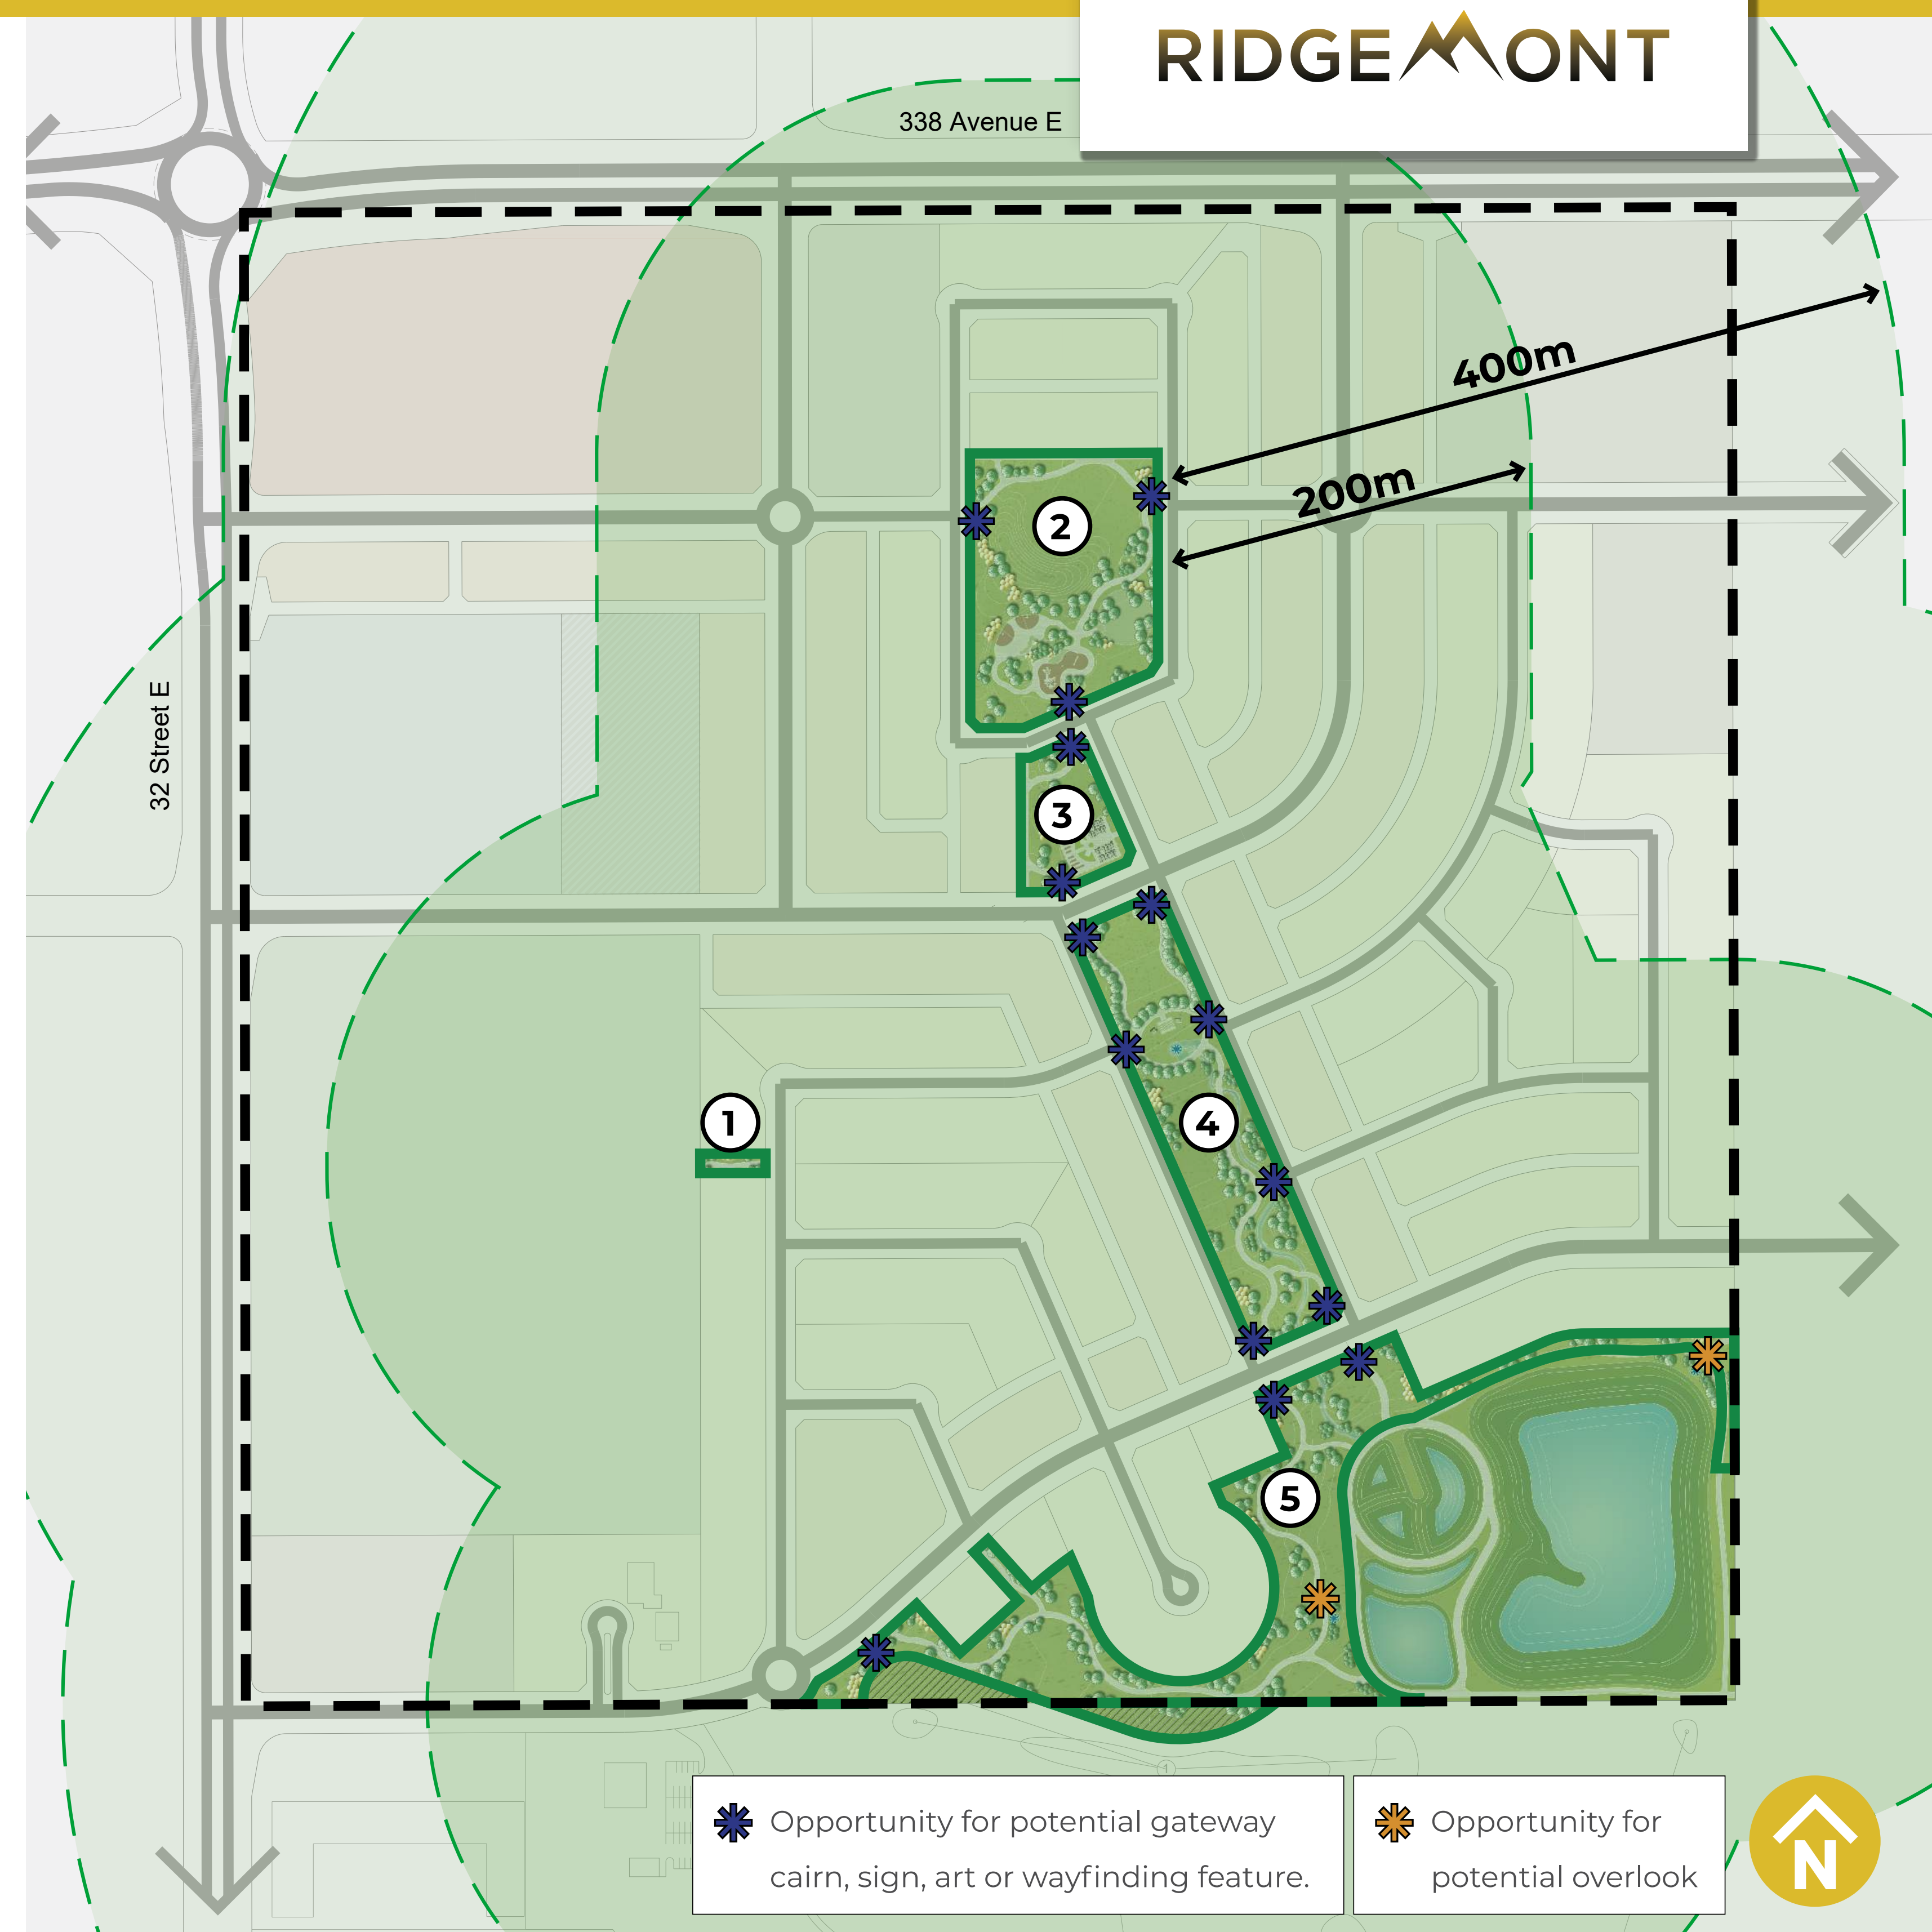 RIDGEMONT
338 Avenue E
400m
200m
2
32 Street E
3
1
4
5
1
Opportunity for potential gateway
cairn, sign, art or wayfinding feature.
Opportunity for
potential overlook
N